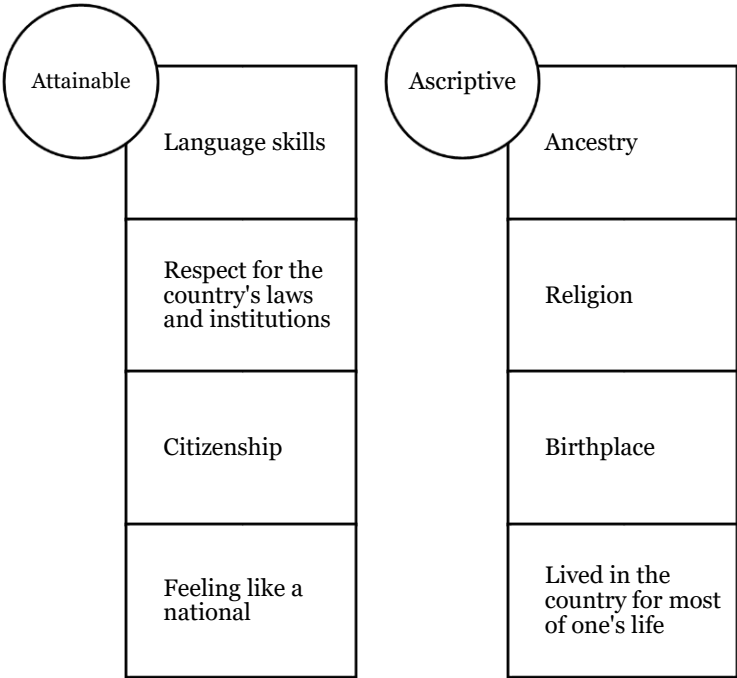 Attainable
Language skills
Respect for the
country's laws
and institutions
Citizenship
Feeling like a
national
Ascriptive
Ancestry
Religion
Birthplace
Lived in the
country for most
of one's life